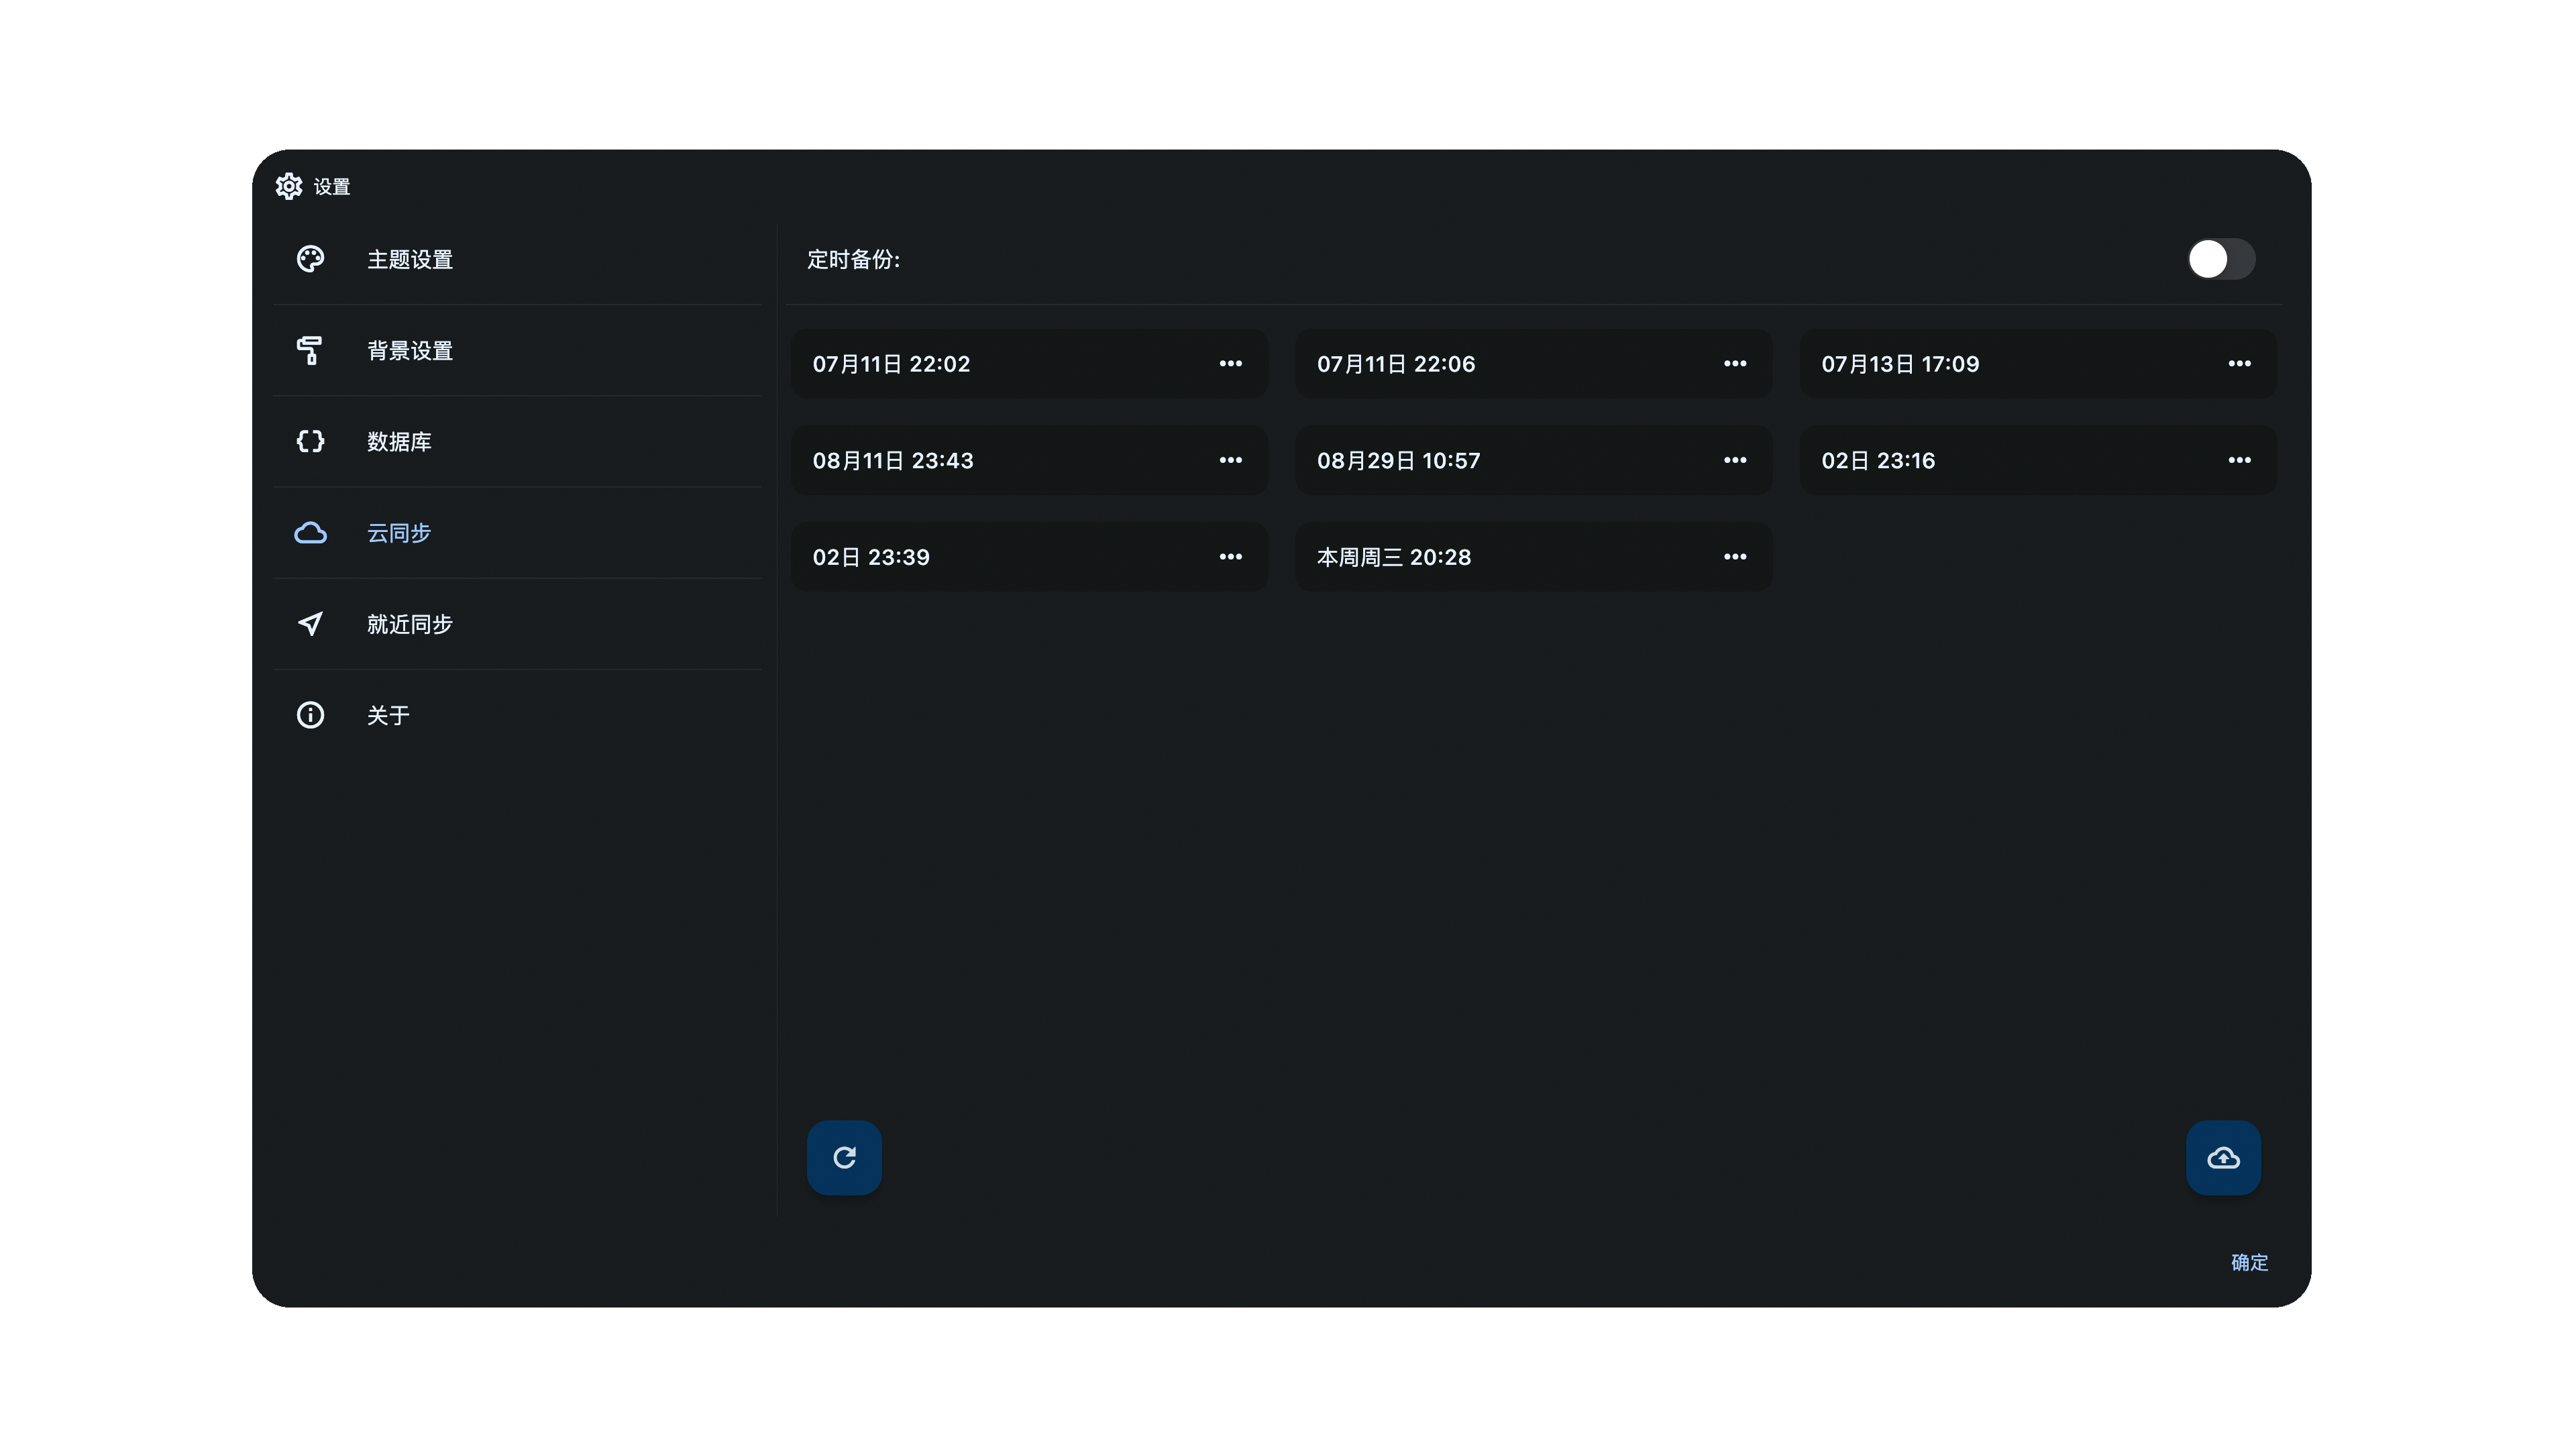 设置
主题设置
背景设置
数据库
云同步
就近同步
关于
定时备份:
07月11日 22:02
07月11日 22:06
07月13日 17:09
08月11日 23:43
08月29日 10:57
02日 23:16
02日 23:39
本周周三 20:28
确定